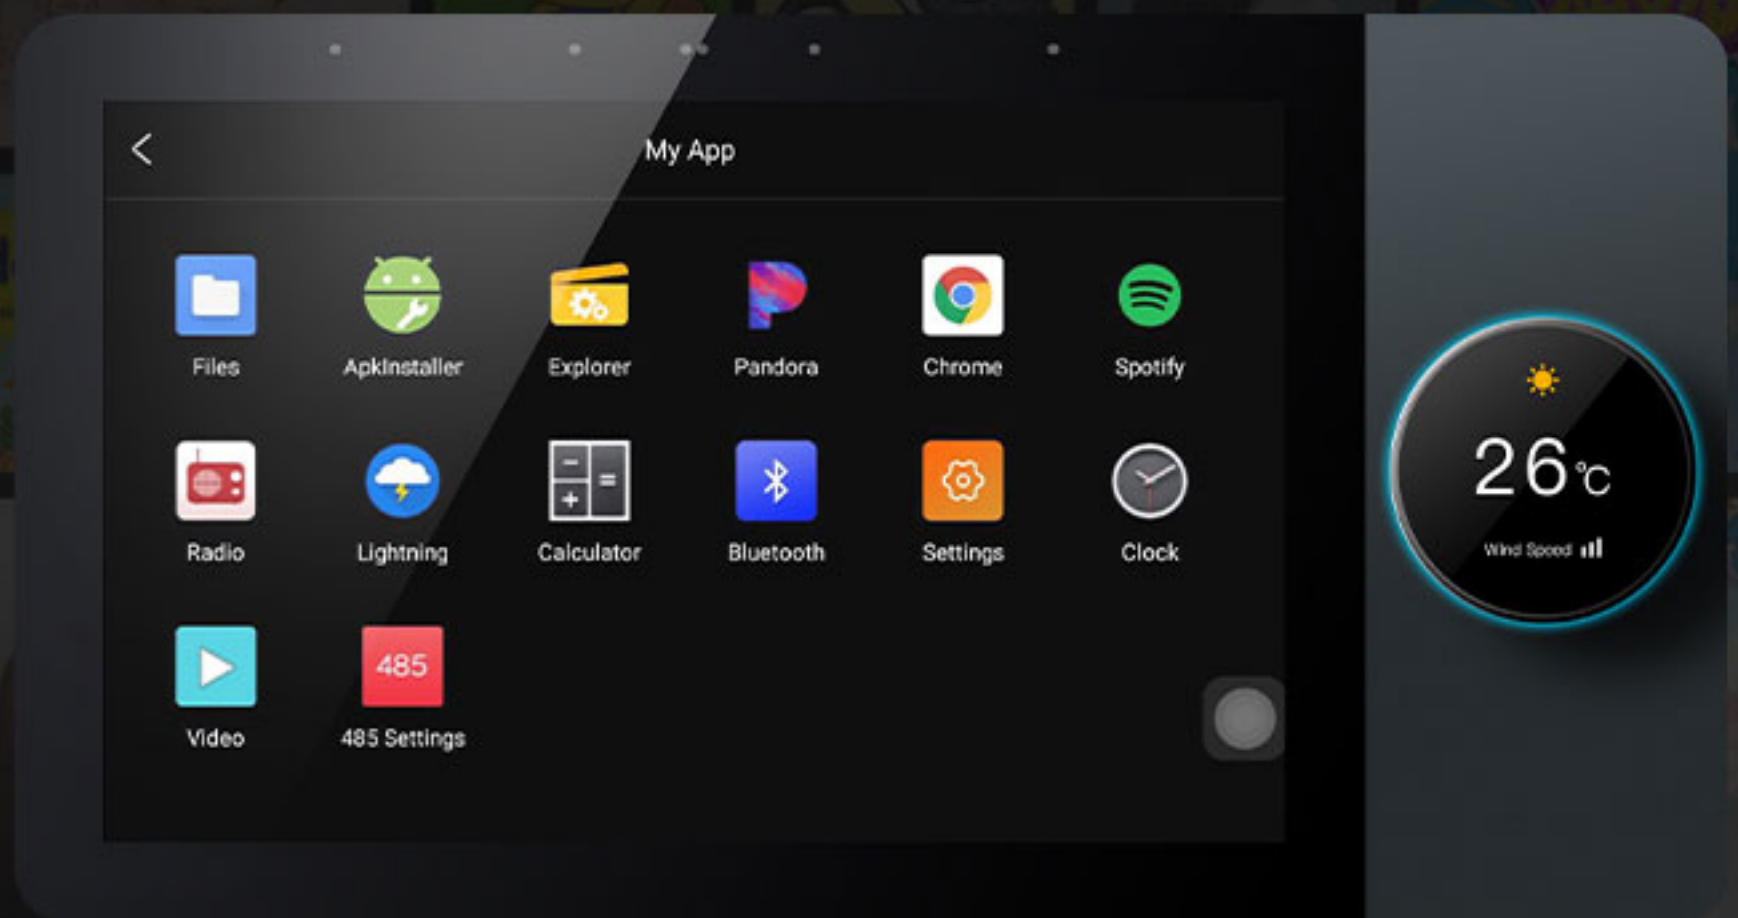 My App
Files
ApkInstaller
Explorer
Pandora
Chrome
Spotify
Radio
Lightning
Calculator
Bluetooth
Settings
Clock
485
Video
485 Settings
26°C
Wind Speed